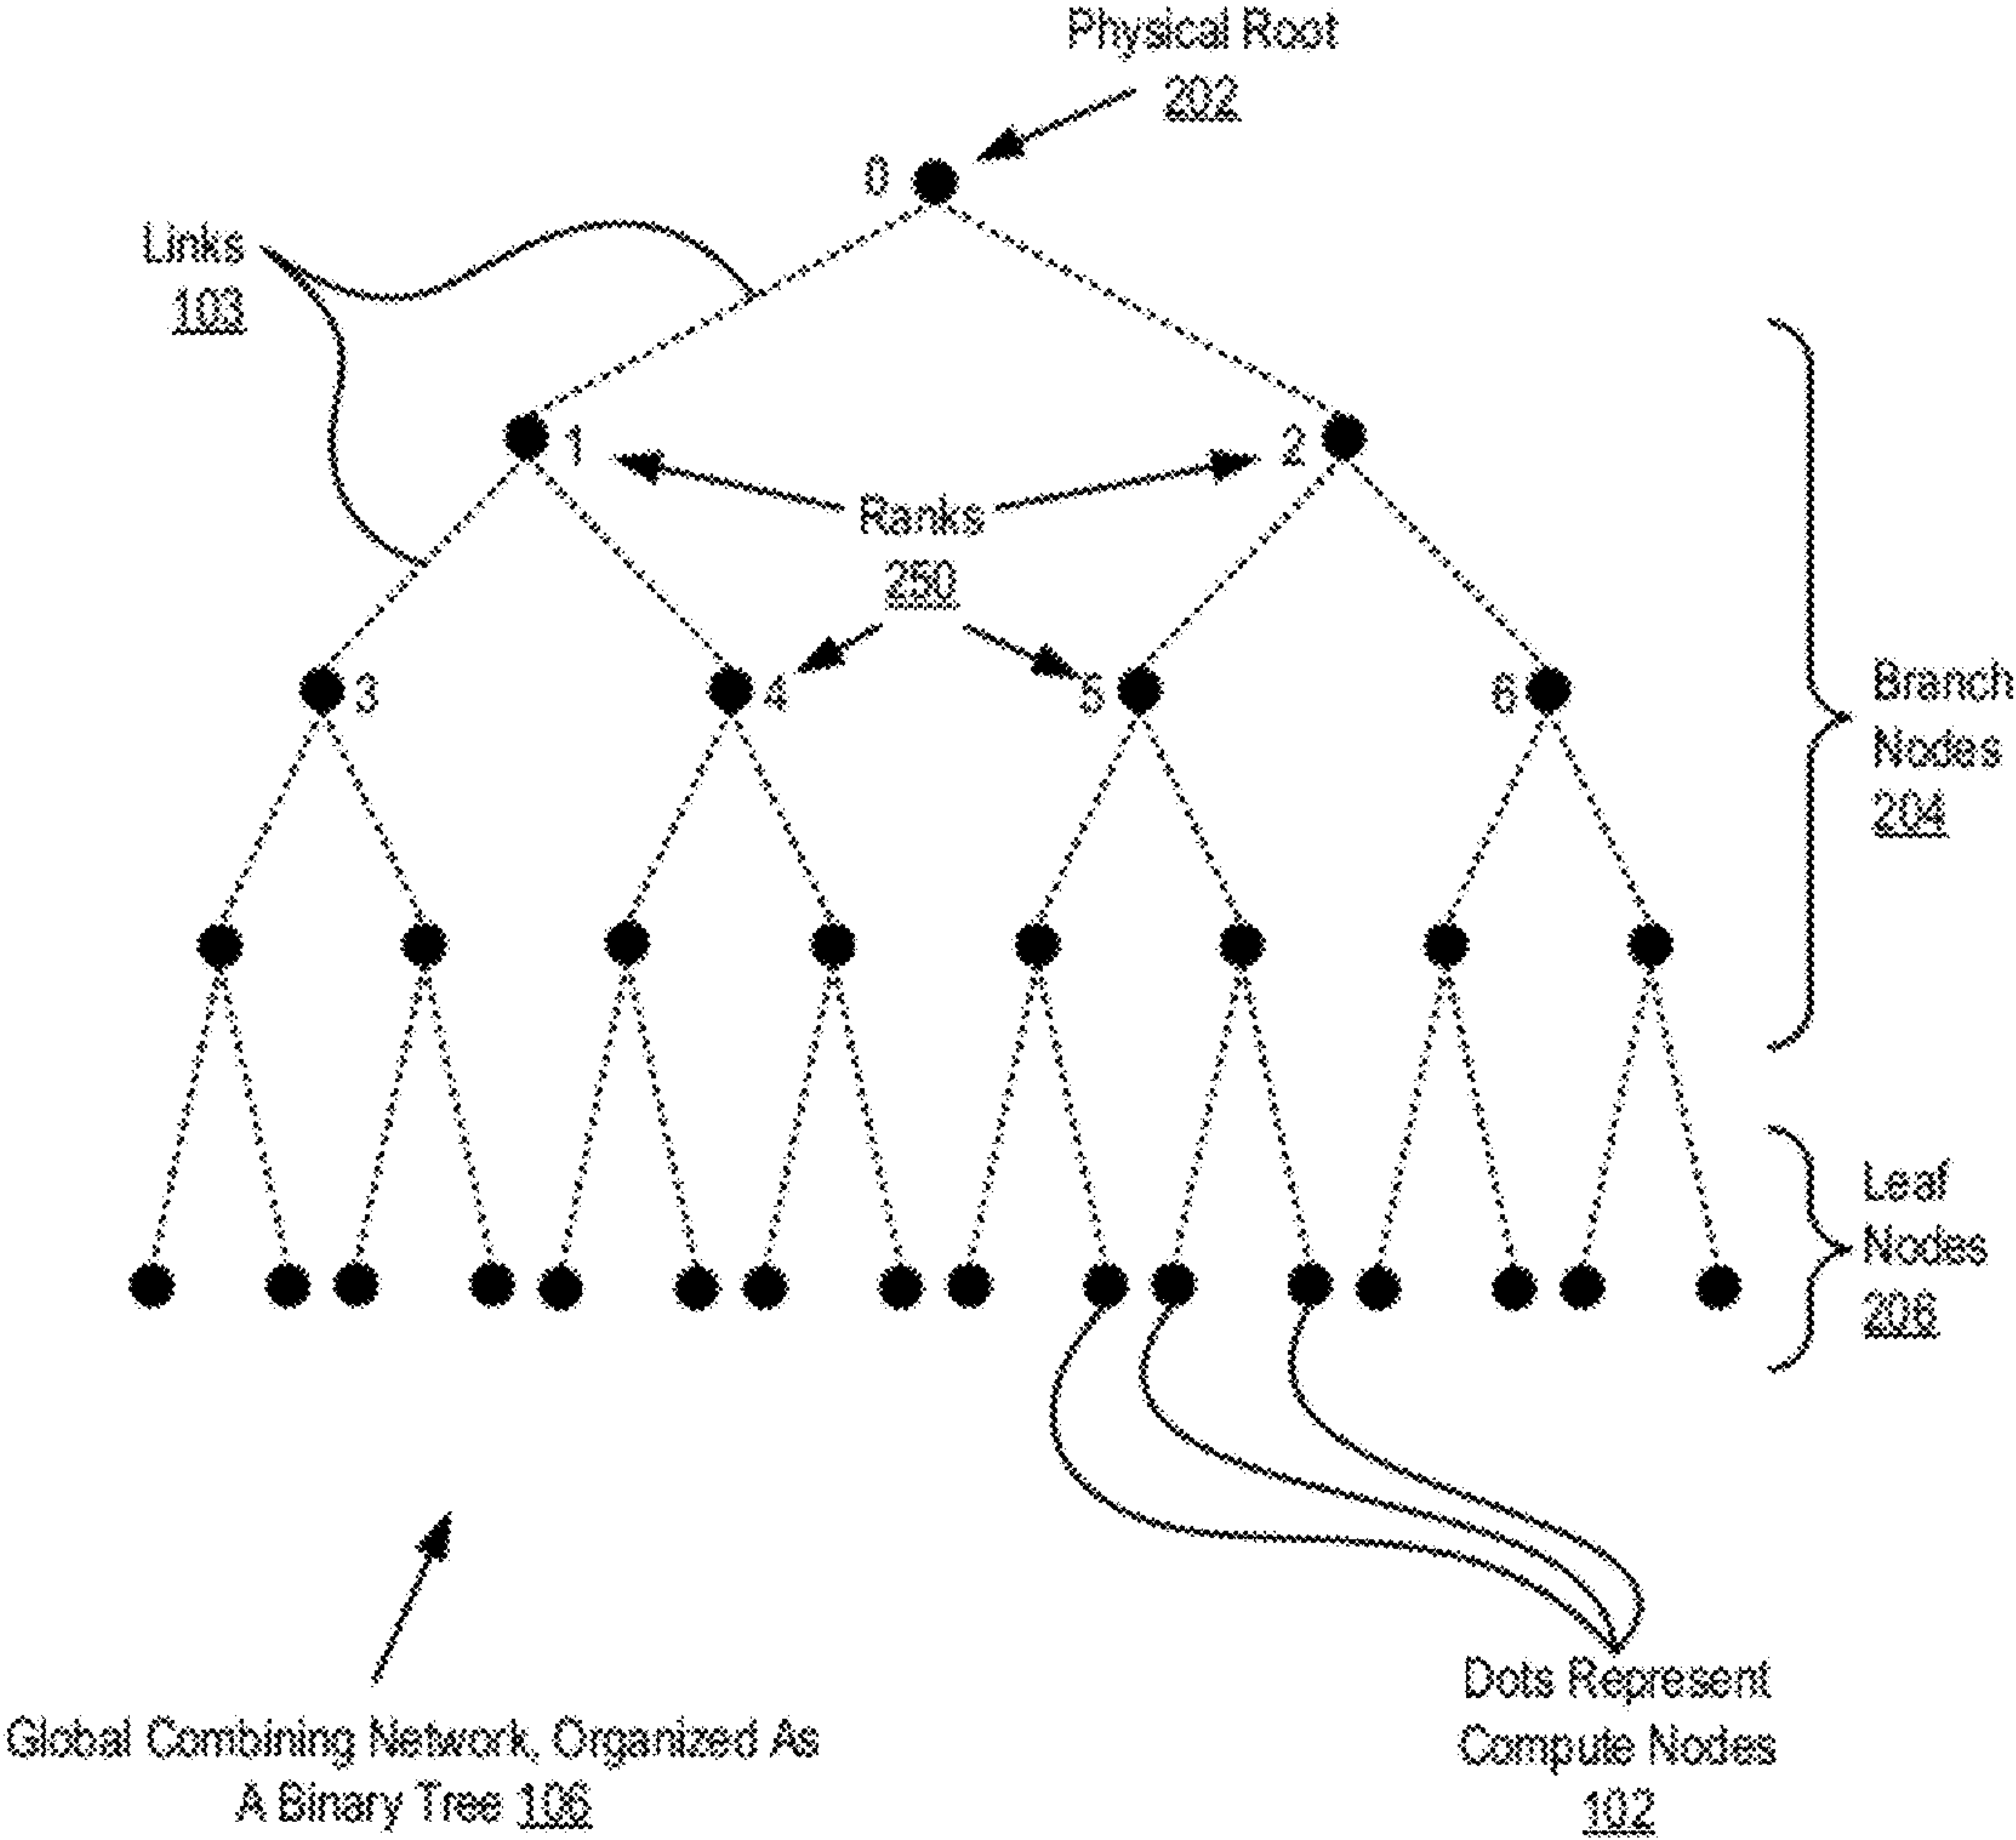 Physical Root
202
0
Links
103
1
2
Ranks
250
3
4
5
6
Branch
Nodes
204
Leaf
Nodes
206
Dots Represent
Compute Nodes
102
Global Combining Network, Organized As
A Binary Tree 106